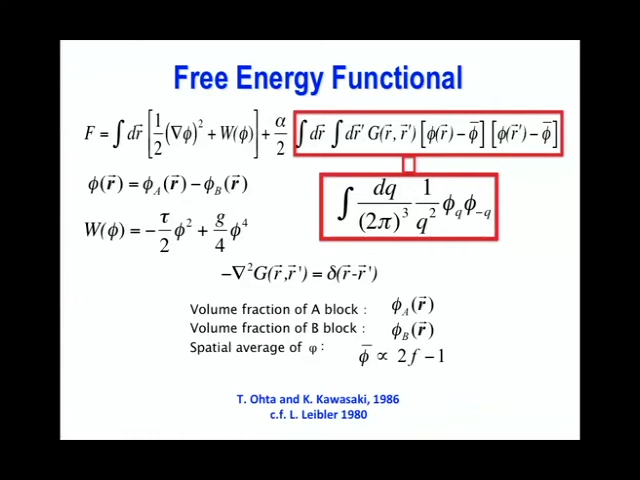 Free Energy Functional
F = ∫ dr⃗ [ 1/2 (∇ϕ)² + W(ϕ) ] + α/2 ∫ dr⃗ ∫ dr⃗' G(r⃗, r⃗') [ϕ(r⃗) − ϕ̅] [ϕ(r⃗') − ϕ̅]
ϕ(r⃗) = ϕ_A(r⃗) − ϕ_B(r⃗)
∫ dq/(2π)³ 1/q² ϕ_q ϕ_−q
W(ϕ) = − τ/2 ϕ² + g/4 ϕ⁴
−∇²G(r⃗,r⃗') = δ(r⃗-r⃗')
Volume fraction of A block : ϕ_A(r⃗)
Volume fraction of B block : ϕ_B(r⃗)
Spatial average of φ : ϕ̅ ∝ 2f − 1
T. Ohta and K. Kawasaki, 1986
c.f. L. Leibler 1980